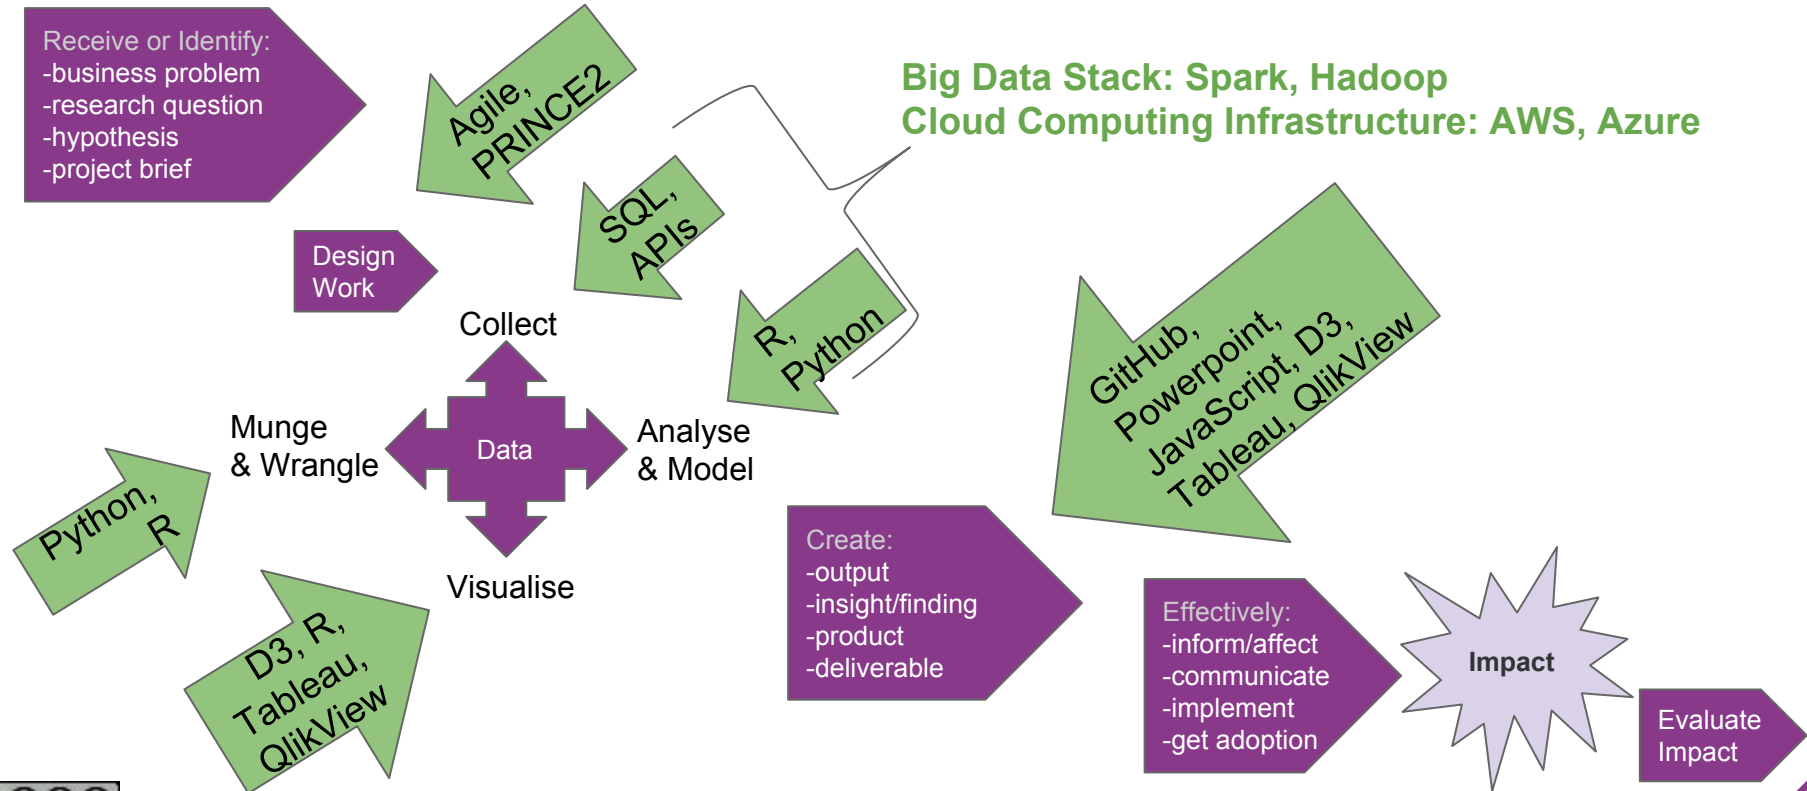 Receive or Identify:
-business problem
-research question
-hypothesis
-project brief
Agile,
PRINCE2
Big Data Stack: Spark, Hadoop
Cloud Computing Infrastructure: AWS, Azure
SQL,
APIs
Design
Work
R,
Python
Collect
Munge
& Wrangle
Data
Analyse
& Model
Visualise
Python,
R
D3, R,
Tableau,
QlikView
GitHub,
Powerpoint,
JavaScript, D3,
Tableau, QlikView
Create:
-output
-insight/finding
-product
-deliverable
Effectively:
-inform/affect
-communicate
-implement
-get adoption
Impact
Evaluate
Impact